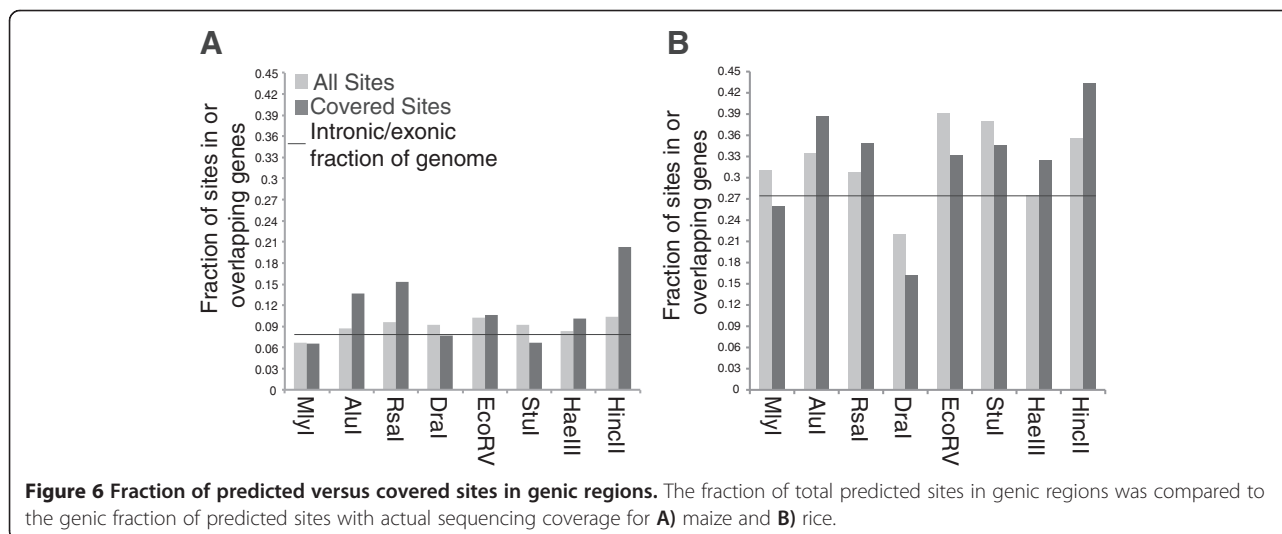 A
Fraction of sites in or
overlapping genes
0.45
0.42
0.39
0.36
0.33
0.3
0.27
0.24
0.21
0.18
0.15
0.12
0.09
0.06
0.03
0
All Sites
Covered Sites
Intronic/exonic
fraction of genome
MlyI
AluI
RsaI
DraI
EcoRV
StuI
HaeIII
HincII
B
Fraction of sites in or
overlapping genes
0.45
0.42
0.39
0.36
0.33
0.3
0.27
0.24
0.21
0.18
0.15
0.12
0.09
0.06
0.03
0
MlyI
AluI
RsaI
DraI
EcoRV
StuI
HaeIII
HincII
Figure 6 Fraction of predicted versus covered sites in genic regions. The fraction of total predicted sites in genic regions was compared to
the genic fraction of predicted sites with actual sequencing coverage for A) maize and B) rice.